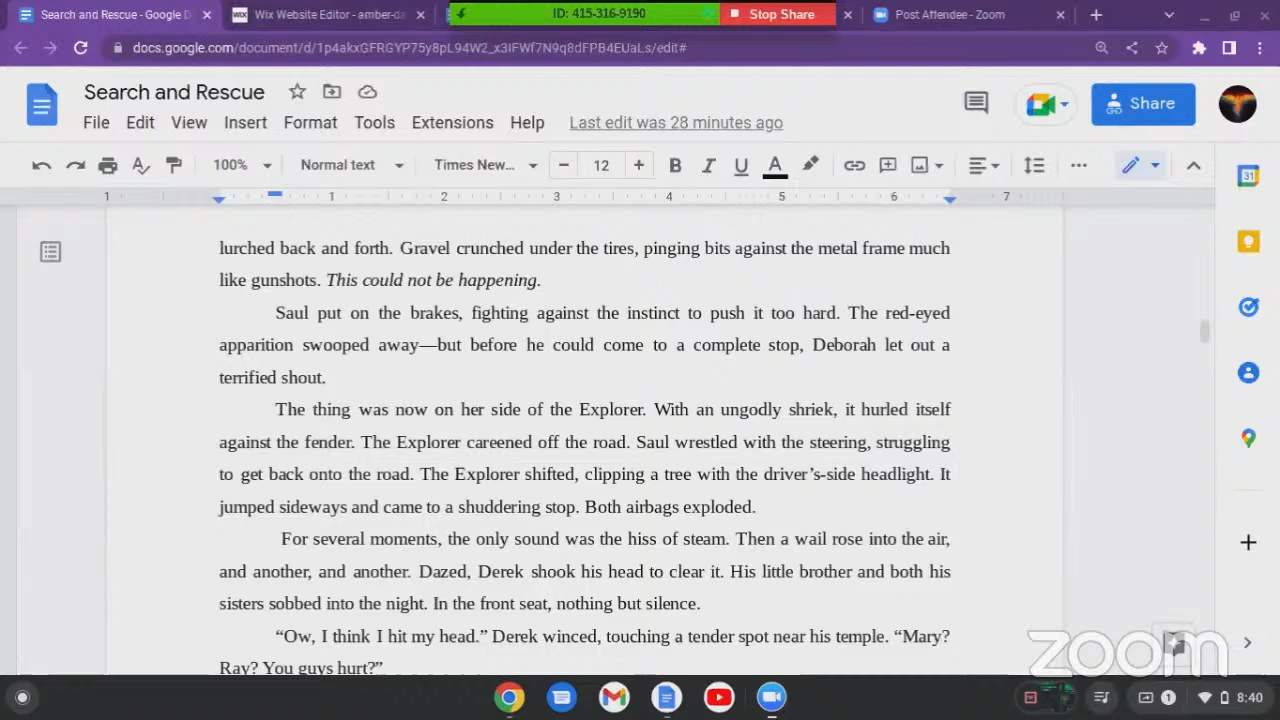 Search and Rescue - Google D
Wix Website Editor - amber-da
ID: 415-316-9190
Stop Share
Post Attendee - Zoom
docs.google.com/document/d/1p4akxGFRGYP75y8pL94W2_x3IFWf7N9q8dFPB4EUaLs/edit#
Search and Rescue
Share
File Edit View Insert Format Tools Extensions Help Last edit was 28 minutes ago
100% Normal text Times New... − 12 + B I U A
1 1 2 3 4 5 6 7
31
lurched back and forth. Gravel crunched under the tires, pinging bits against the metal frame much
like gunshots. This could not be happening.
Saul put on the brakes, fighting against the instinct to push it too hard. The red-eyed
apparition swooped away—but before he could come to a complete stop, Deborah let out a
terrified shout.
The thing was now on her side of the Explorer. With an ungodly shriek, it hurled itself
against the fender. The Explorer careened off the road. Saul wrestled with the steering, struggling
to get back onto the road. The Explorer shifted, clipping a tree with the driver’s-side headlight. It
jumped sideways and came to a shuddering stop. Both airbags exploded.
For several moments, the only sound was the hiss of steam. Then a wail rose into the air,
and another, and another. Dazed, Derek shook his head to clear it. His little brother and both his
sisters sobbed into the night. In the front seat, nothing but silence.
“Ow, I think I hit my head.” Derek winced, touching a tender spot near his temple. “Mary?
Ray? You guys hurt?”
zoom
1 8:40